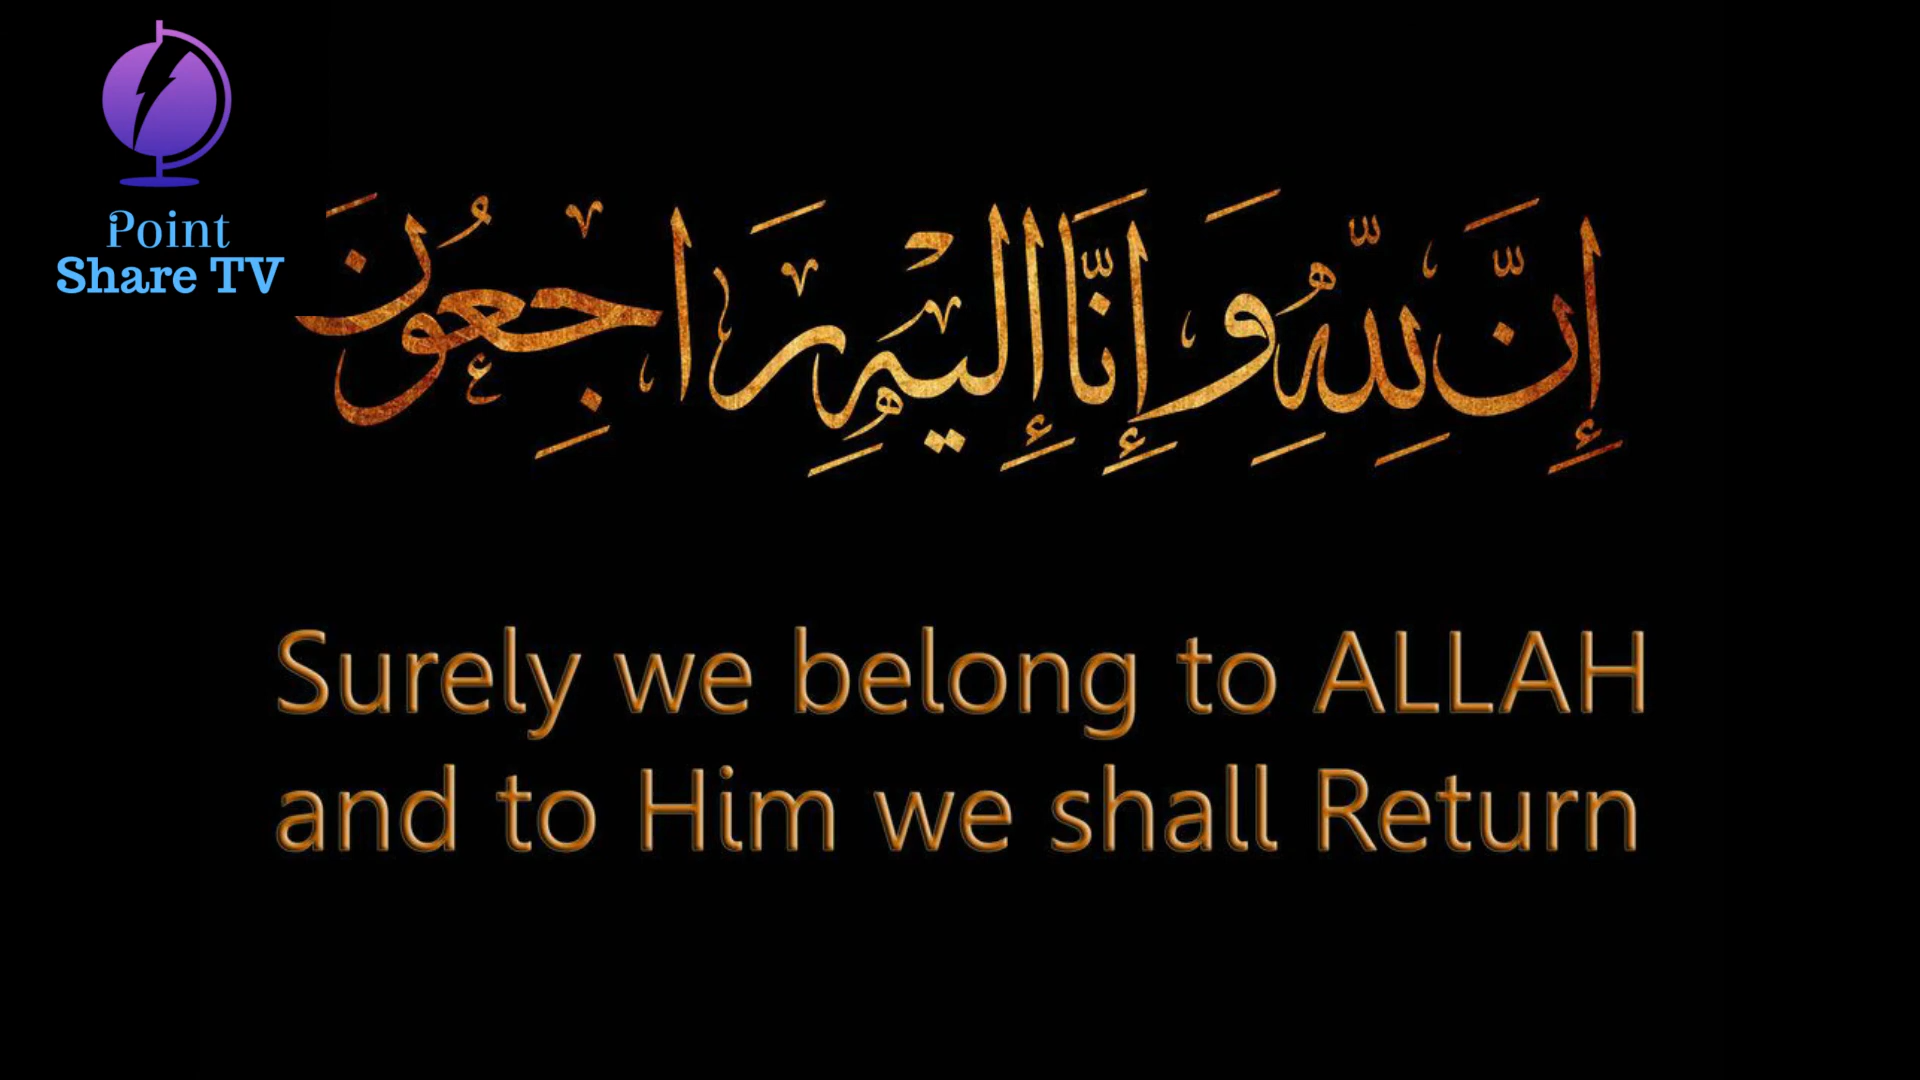 Point
Share TV
إِنَّ لِلَّٰهِ وَإِنَّا إِلَيْهِ رَاجِعُونَ
Surely we belong to ALLAH
and to Him we shall Return